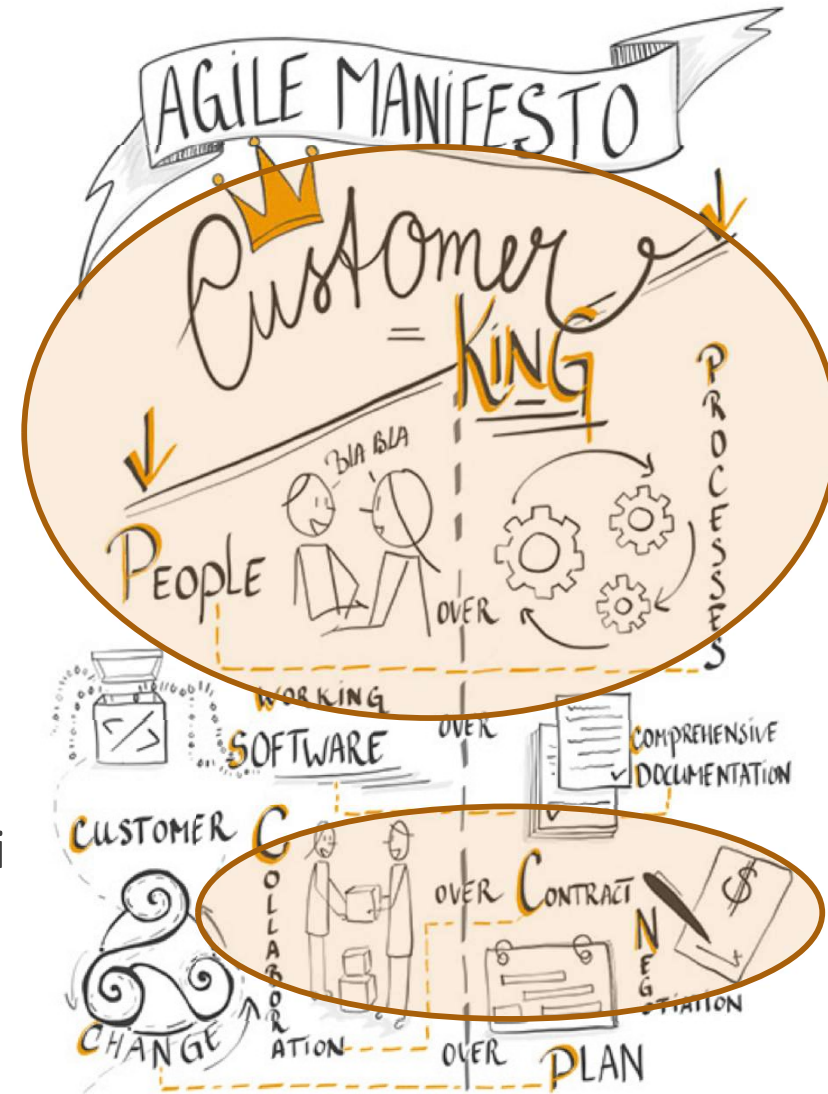 AGiLE MANiFESTO
Customer
=
KiNG
BLA BLA
PEOPLE
OVER
PROCESSES
WORKiNG
SOFTWARE
OVER
COMPREHENSiVE
DOCUMENTATiON
</>
CUSTOMER
COLLABORATiON
OVER
CONTRACT
NEGOTiATiON
$
i
CHANGE
OVER
PLAN